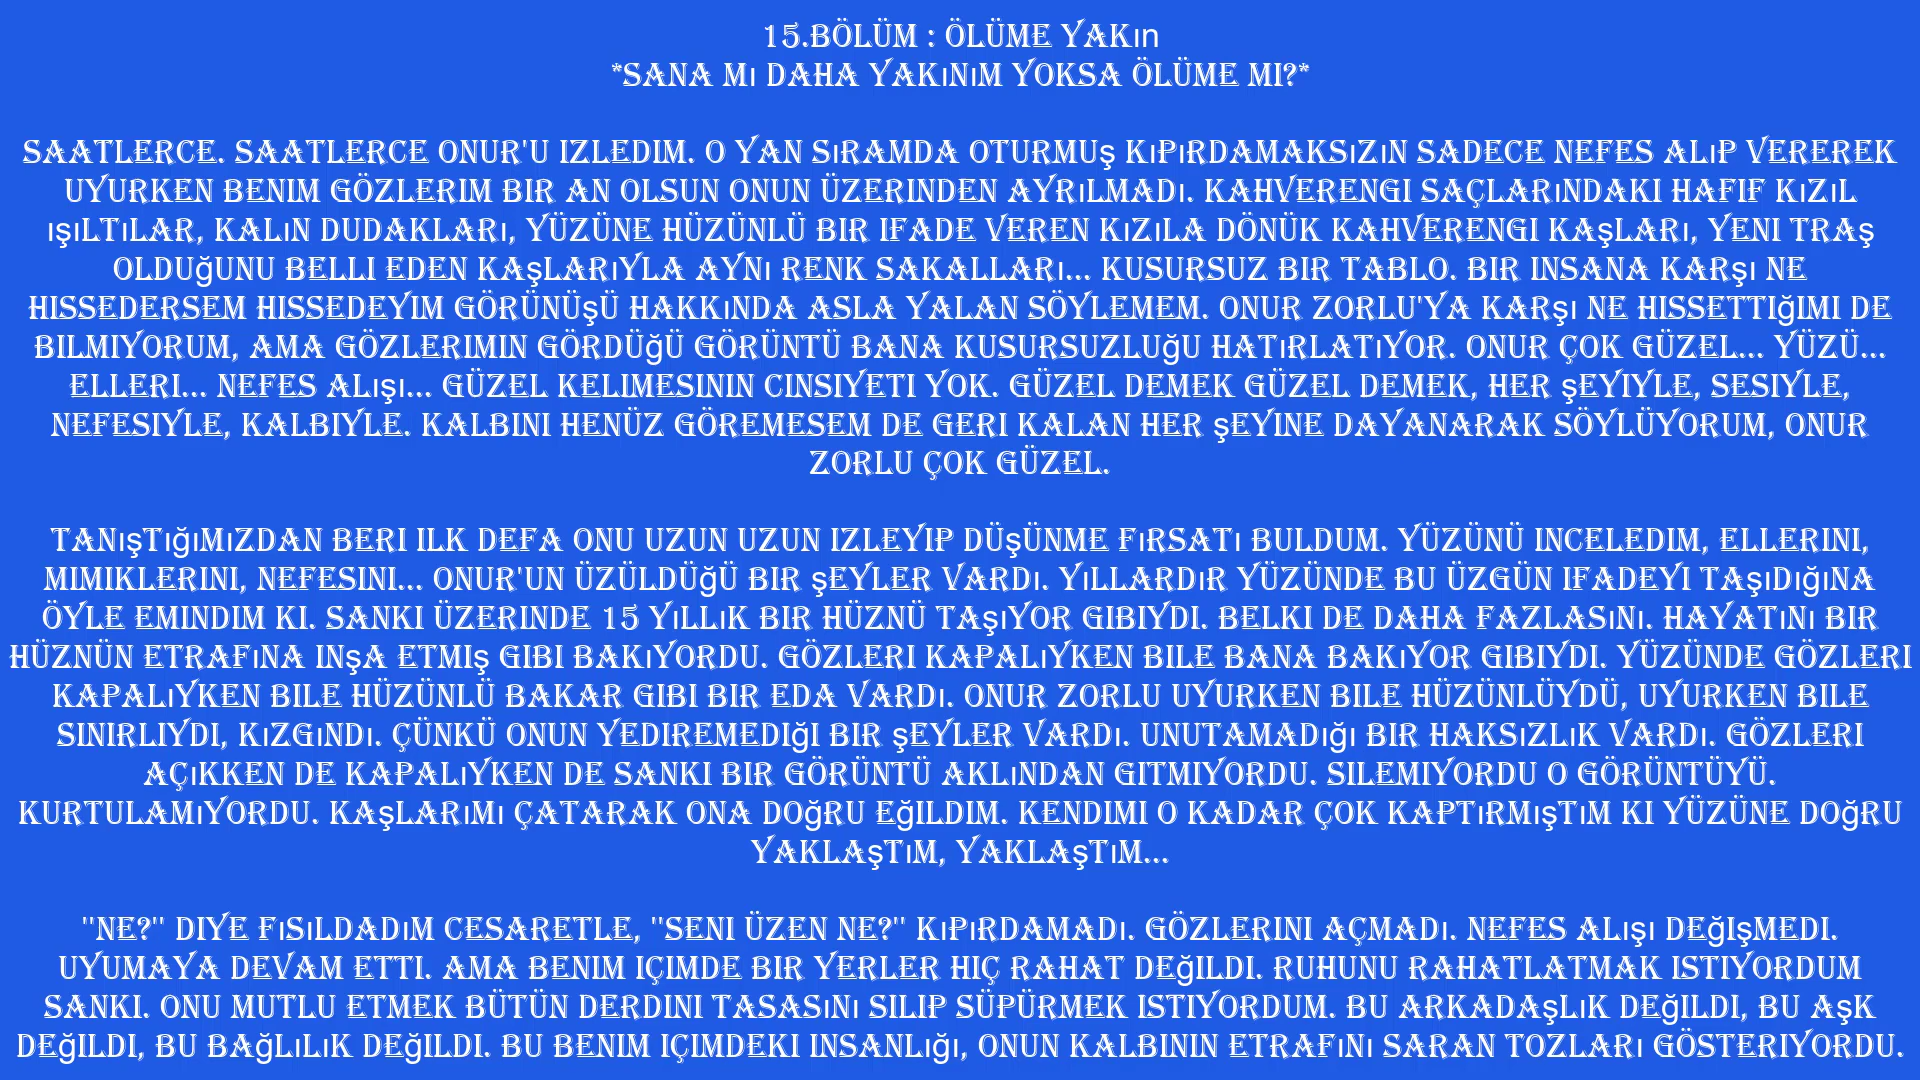 15.BÖLÜM : ÖLÜME YAKın
*SANA Mı DAHA YAKıNıM YOKSA ÖLÜME MI?*
SAATLERCE. SAATLERCE ONUR'U IZLEDIM. O YAN SıRAMDA OTURMUş KıPıRDAMAKSıZıN SADECE NEFES ALıP VEREREK
UYURKEN BENIM GÖZLERIM BIR AN OLSUN ONUN ÜZERINDEN AYRıLMADı. KAHVERENGI SAÇLARıNDAKI HAFIF KıZıL
ışıLTıLAR, KALıN DUDAKLARı, YÜZÜNE HÜZÜNLÜ BIR IFADE VEREN KıZıLA DÖNÜK KAHVERENGI KAşLARı, YENI TRAş
OLDUğUNU BELLI EDEN KAşLARıYLA AYNı RENK SAKALLARı... KUSURSUZ BIR TABLO. BIR INSANA KARşı NE
HISSEDERSEM HISSEDEYIM GÖRÜNÜşÜ HAKKıNDA ASLA YALAN SÖYLEMEM. ONUR ZORLU'YA KARşı NE HISSETTIğIMI DE
BILMIYORUM, AMA GÖZLERIMIN GÖRDÜğÜ GÖRÜNTÜ BANA KUSURSUZLUğU HATıRLATıYOR. ONUR ÇOK GÜZEL... YÜZÜ...
ELLERI... NEFES ALışı... GÜZEL KELIMESININ CINSIYETI YOK. GÜZEL DEMEK GÜZEL DEMEK, HER şEYIYLE, SESIYLE,
NEFESIYLE, KALBIYLE. KALBINI HENÜZ GÖREMESEM DE GERI KALAN HER şEYINE DAYANARAK SÖYLÜYORUM, ONUR
ZORLU ÇOK GÜZEL.
TANışTığıMıZDAN BERI ILK DEFA ONU UZUN UZUN IZLEYIP DÜşÜNME FıRSATı BULDUM. YÜZÜNÜ INCELEDIM, ELLERINI,
MIMIKLERINI, NEFESINI... ONUR'UN ÜZÜLDÜğÜ BIR şEYLER VARDı. YıLLARDıR YÜZÜNDE BU ÜZGÜN IFADEYI TAşıDığıNA
ÖYLE EMINDIM KI. SANKI ÜZERINDE 15 YıLLıK BIR HÜZNÜ TAşıYOR GIBIYDI. BELKI DE DAHA FAZLASıNı. HAYATıNı BIR
HÜZNÜN ETRAFıNA INşA ETMIş GIBI BAKıYORDU. GÖZLERI KAPALıYKEN BILE BANA BAKıYOR GIBIYDI. YÜZÜNDE GÖZLERI
KAPALıYKEN BILE HÜZÜNLÜ BAKAR GIBI BIR EDA VARDı. ONUR ZORLU UYURKEN BILE HÜZÜNLÜYDÜ, UYURKEN BILE
SINIRLIYDI, KıZGıNDı. ÇÜNKÜ ONUN YEDIREMEDIğI BIR şEYLER VARDı. UNUTAMADığı BIR HAKSıZLıK VARDı. GÖZLERI
AÇıKKEN DE KAPALıYKEN DE SANKI BIR GÖRÜNTÜ AKLıNDAN GITMIYORDU. SILEMIYORDU O GÖRÜNTÜYÜ.
KURTULAMıYORDU. KAşLARıMı ÇATARAK ONA DOğRU EğILDIM. KENDIMI O KADAR ÇOK KAPTıRMışTıM KI YÜZÜNE DOğRU
YAKLAşTıM, YAKLAşTıM...
"NE?" DIYE FıSıLDADıM CESARETLE, "SENI ÜZEN NE?" KıPıRDAMADı. GÖZLERINI AÇMADı. NEFES ALışı DEğIşMEDI.
UYUMAYA DEVAM ETTI. AMA BENIM IÇIMDE BIR YERLER HIÇ RAHAT DEğILDI. RUHUNU RAHATLATMAK ISTIYORDUM
SANKI. ONU MUTLU ETMEK BÜTÜN DERDINI TASASıNı SILIP SÜPÜRMEK ISTIYORDUM. BU ARKADAşLıK DEğILDI, BU AşK
DEğILDI, BU BAğLıLıK DEğILDI. BU BENIM IÇIMDEKI INSANLığı, ONUN KALBININ ETRAFıNı SARAN TOZLARı GÖSTERIYORDU.